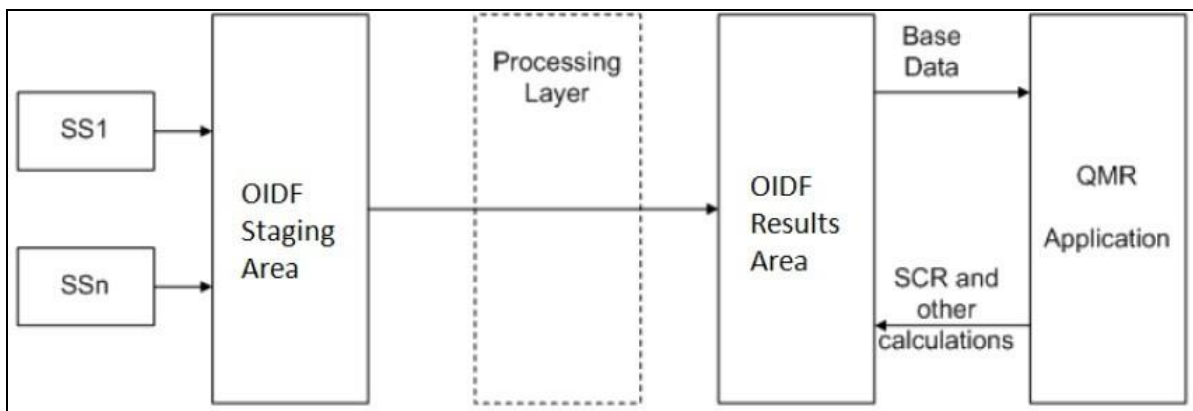 SS1
SSn
OIDF
Staging
Area
Processing
Layer
OIDF
Results
Area
Base
Data
SCR and
other
calculations
QMR
Application